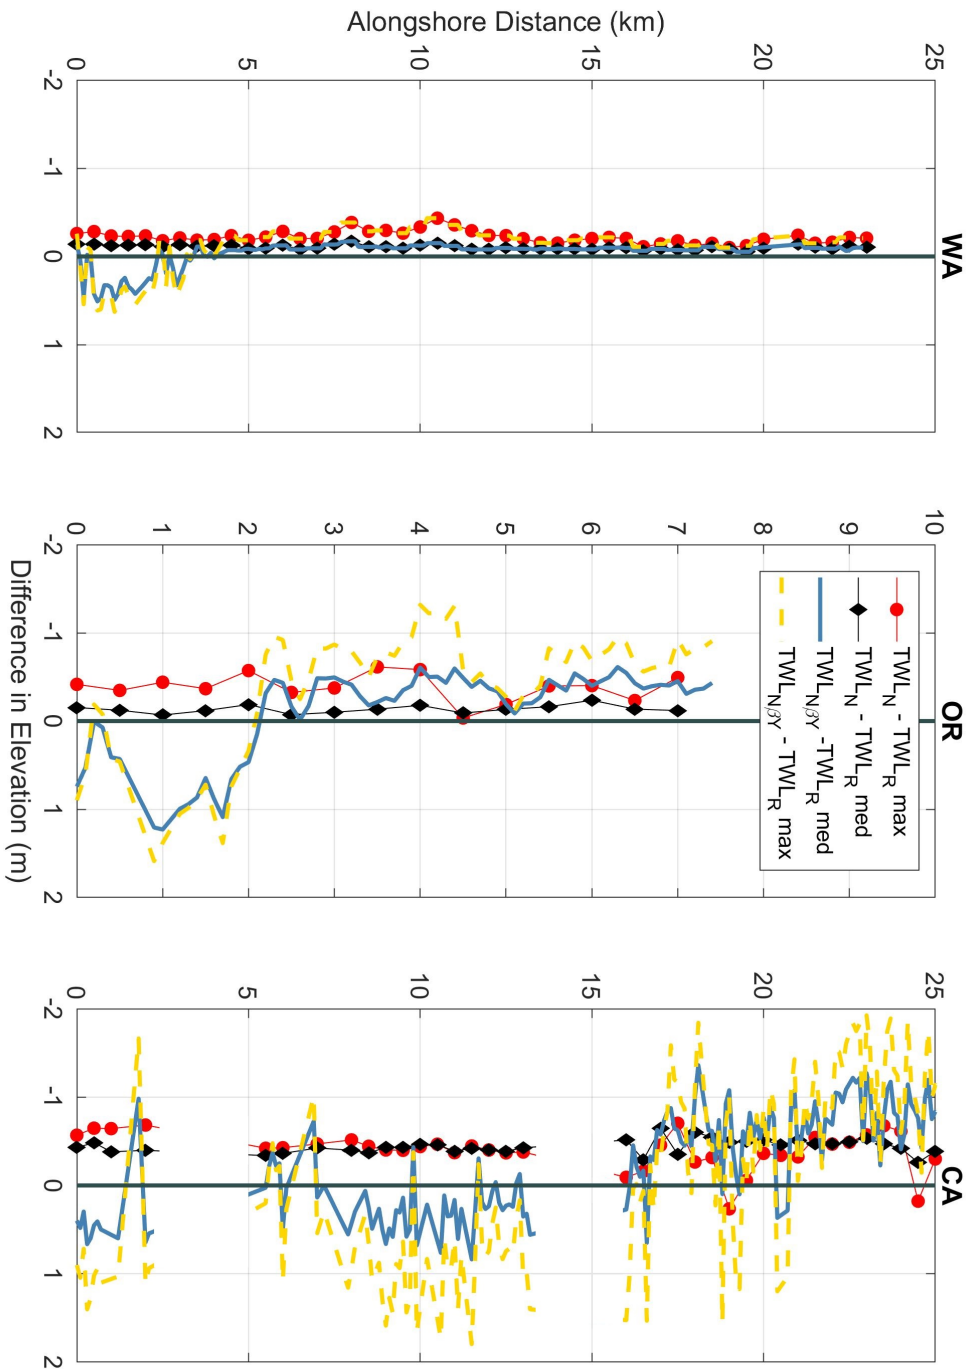 Alongshore Distance (km)
0 5 10 15 20 25
-2
-1
0
1
2
WA
0 1 2 3 4 5 6 7 8 9 10
-2
-1
0
1
2
OR
TWL_N - TWL_R max
TWL_N - TWL_R med
TWL_NβY -TWL_R med
TWL_NβY - TWL_R max
Difference in Elevation (m)
0 5 10 15 20 25
-2
-1
0
1
2
CA